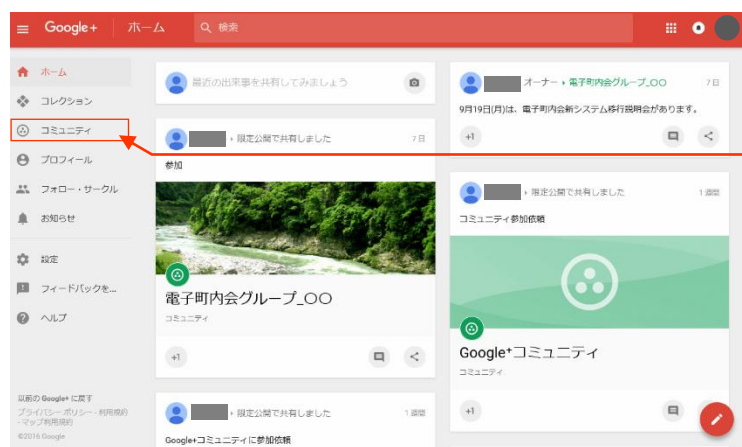 Google+
ホーム
検索
ホーム
コレクション
コミュニティ
プロフィール
フォロー・サークル
お知らせ
設定
フィードバックを...
ヘルプ
以前の Google+ に戻す
プライバシー ポリシー - 利用規約
- マップ利用規約
©2016 Google
最近の出来事を共有してみましょう
限定公開で共有しました
7日
参加
電子町内会グループ_〇〇
コミュニティ
+1
限定公開で共有しました
1週間
Google+コミュニティに参加依頼
オーナー
電子町内会グループ_〇〇
7日
9月19日(月)は、電子町内会新システム移行説明会があります。
+1
限定公開で共有しました
1週間
コミュニティ参加依頼
Google+コミュニティ
コミュニティ
+1